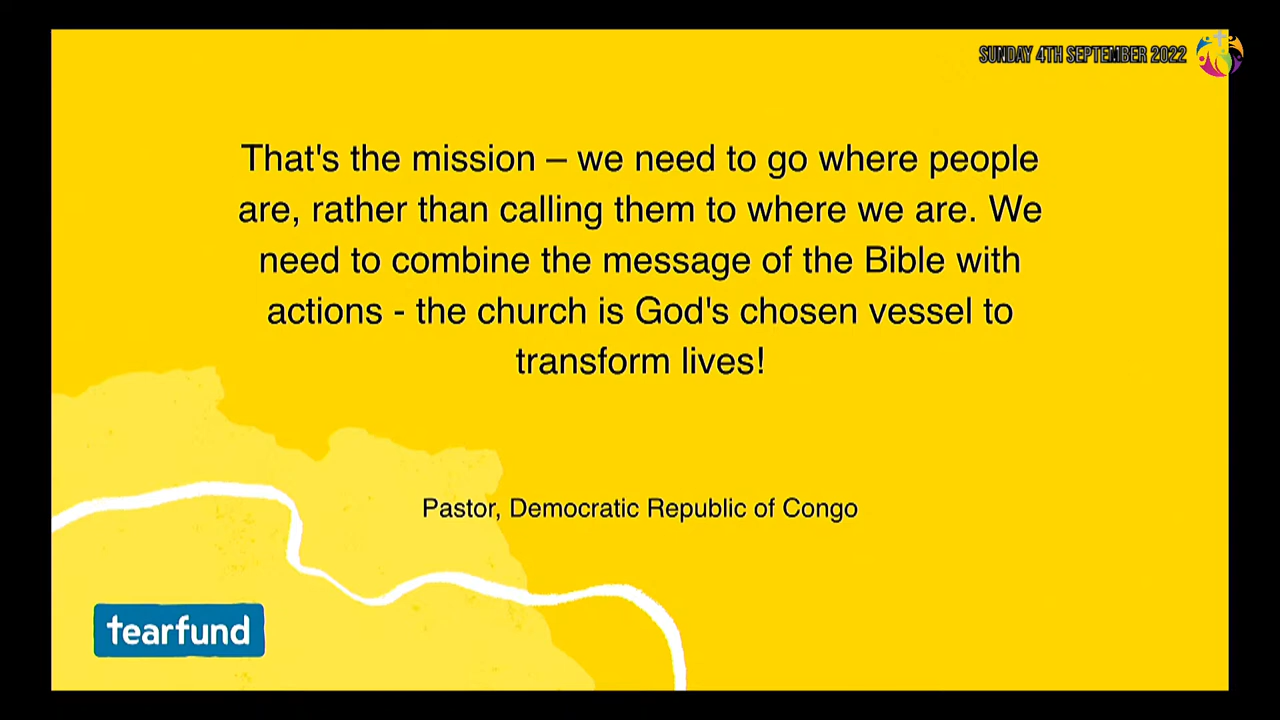 SUNDAY 4TH SEPTEMBER 2022
That's the mission – we need to go where people
are, rather than calling them to where we are. We
need to combine the message of the Bible with
actions - the church is God's chosen vessel to
transform lives!
Pastor, Democratic Republic of Congo
tearfund